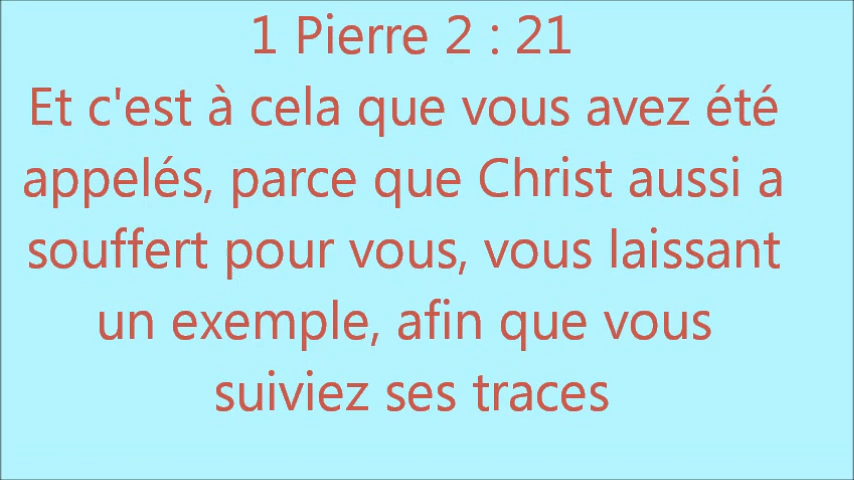 1 Pierre 2 : 21
Et c'est à cela que vous avez été
appelés, parce que Christ aussi a
souffert pour vous, vous laissant
un exemple, afin que vous
suiviez ses traces